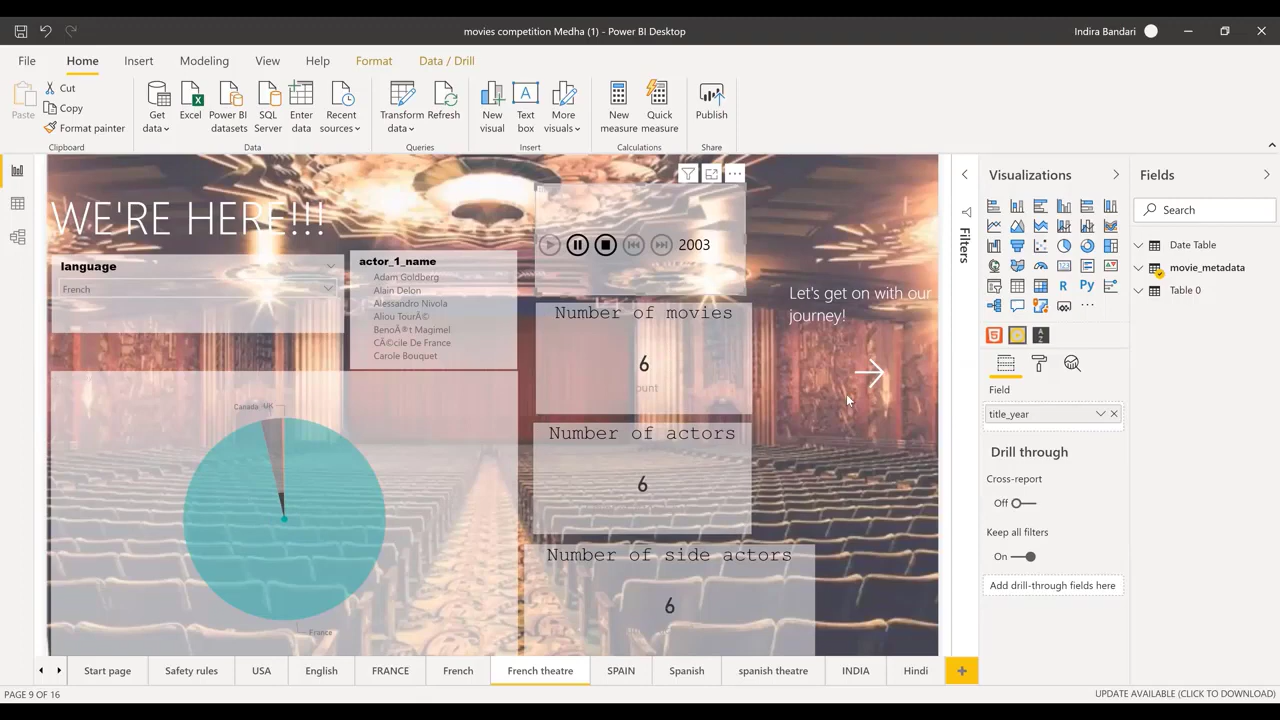 movies competition Medha (1) - Power BI Desktop
Indira Bandari
File
Home
Insert
Modeling
View
Help
Format
Data / Drill
Paste
Cut
Copy
Format painter
Clipboard
Get data
Excel
Power BI datasets
SQL Server
Enter data
Recent sources
Data
Transform data
Refresh
Queries
New visual
Text box
More visuals
Insert
New measure
Quick measure
Calculations
Publish
Share
WE'RE HERE!!!
language
French
actor_1_name
Adam Goldberg
Alain Delon
Alessandro Nivola
Aliou TourÃ©
BenoÃ®t Magimel
CÃ©cile De France
Carole Bouquet
2003
Number of movies
6
Number of actors
6
Number of side actors
6
Let's get on with our
journey!
Canada
UK
France
Filters
Visualizations
Field
title_year
Drill through
Cross-report
Off
Keep all filters
On
Add drill-through fields here
Fields
Search
Date Table
movie_metadata
Table 0
Start page
Safety rules
USA
English
FRANCE
French
French theatre
SPAIN
Spanish
spanish theatre
INDIA
Hindi
PAGE 9 OF 16
UPDATE AVAILABLE (CLICK TO DOWNLOAD)